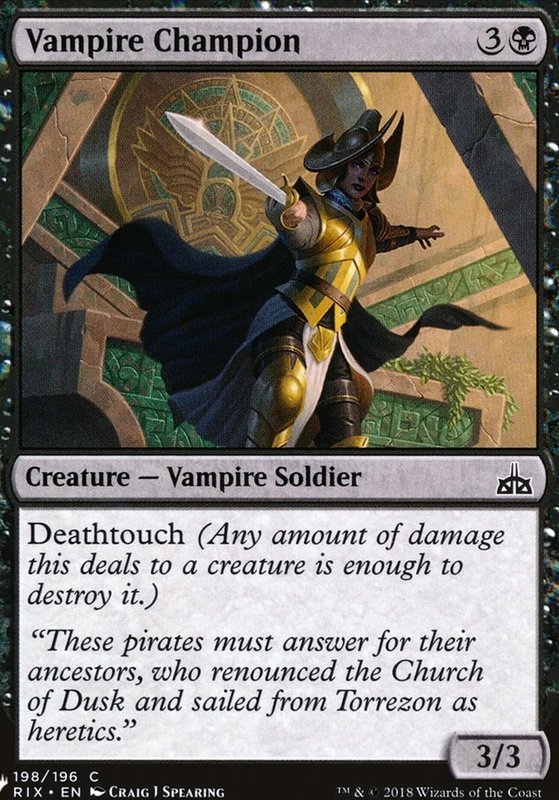 Vampire Champion 3
Creature — Vampire Soldier
Deathtouch (Any amount of damage
this deals to a creature is enough to
destroy it.)
“These pirates must answer for their
ancestors, who renounced the Church
of Dusk and sailed from Torrezon as
heretics.”
3/3
198/196 C
RIX • EN Craig J Spearing
™ & © 2018 Wizards of the Coast